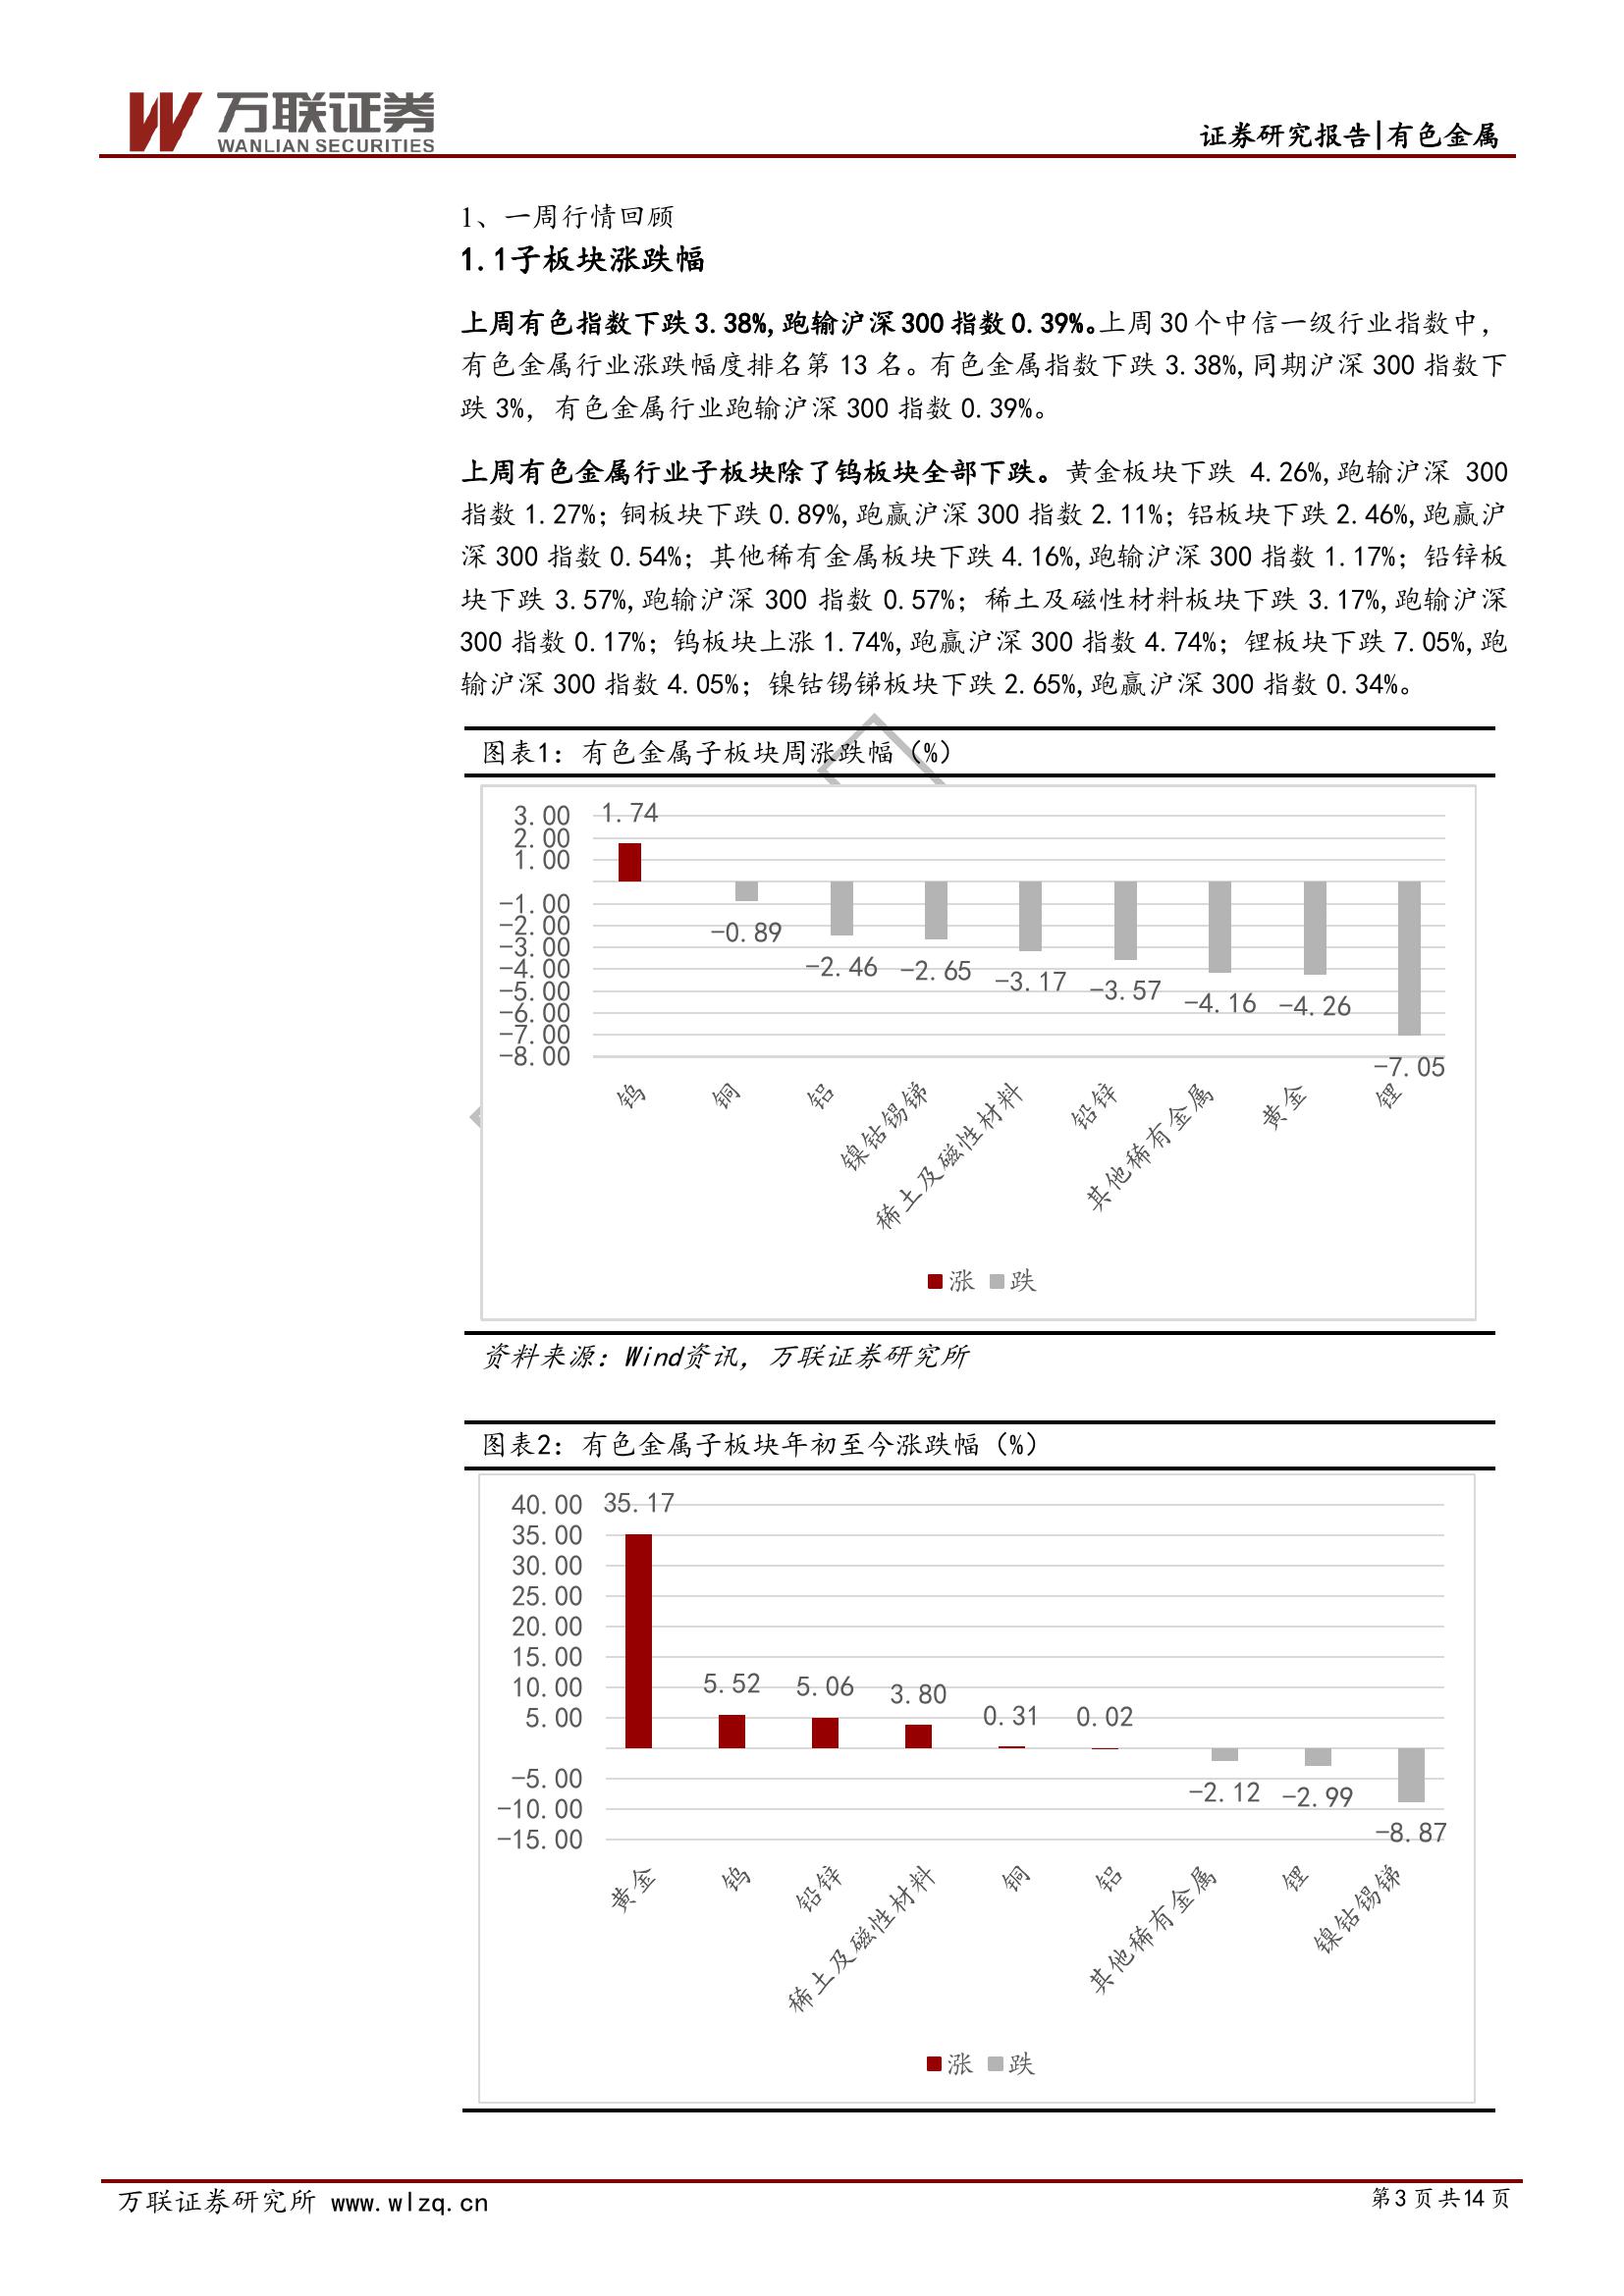 万联证券
WANLIAN SECURITIES
证券研究报告|有色金属
1、一周行情回顾
1.1子板块涨跌幅
上周有色指数下跌3.38%,跑输沪深300指数0.39%。上周30个中信一级行业指数中，
有色金属行业涨跌幅度排名第13名。有色金属指数下跌3.38%,同期沪深300指数下
跌3%，有色金属行业跑输沪深300指数0.39%。
上周有色金属行业子板块除了钨板块全部下跌。黄金板块下跌 4.26%,跑输沪深 300
指数1.27%；铜板块下跌0.89%,跑赢沪深300指数2.11%；铝板块下跌2.46%,跑赢沪
深300指数0.54%；其他稀有金属板块下跌4.16%,跑输沪深300指数1.17%；铅锌板
块下跌3.57%,跑输沪深300指数0.57%；稀土及磁性材料板块下跌3.17%,跑输沪深
300指数0.17%；钨板块上涨1.74%,跑赢沪深300指数4.74%；锂板块下跌7.05%,跑
输沪深300指数4.05%；镍钴锡锑板块下跌2.65%,跑赢沪深300指数0.34%。
图表1：有色金属子板块周涨跌幅（%）
3.00
2.00
1.00
-1.00
-2.00
-3.00
-4.00
-5.00
-6.00
-7.00
-8.00
1.74
-0.89
-2.46
-2.65
-3.17
-3.57
-4.16
-4.26
-7.05
钨
铜
铝
镍钴锡锑
稀土及磁性材料
铅锌
其他稀有金属
黄金
锂
涨 跌
资料来源：Wind资讯，万联证券研究所
图表2：有色金属子板块年初至今涨跌幅（%）
40.00
35.00
30.00
25.00
20.00
15.00
10.00
5.00
-5.00
-10.00
-15.00
35.17
5.52
5.06
3.80
0.31
0.02
-2.12
-2.99
-8.87
黄金
钨
铅锌
稀土及磁性材料
铜
铝
其他稀有金属
锂
镍钴锡锑
涨 跌
万联证券研究所 www.wlzq.cn
第3页共14页